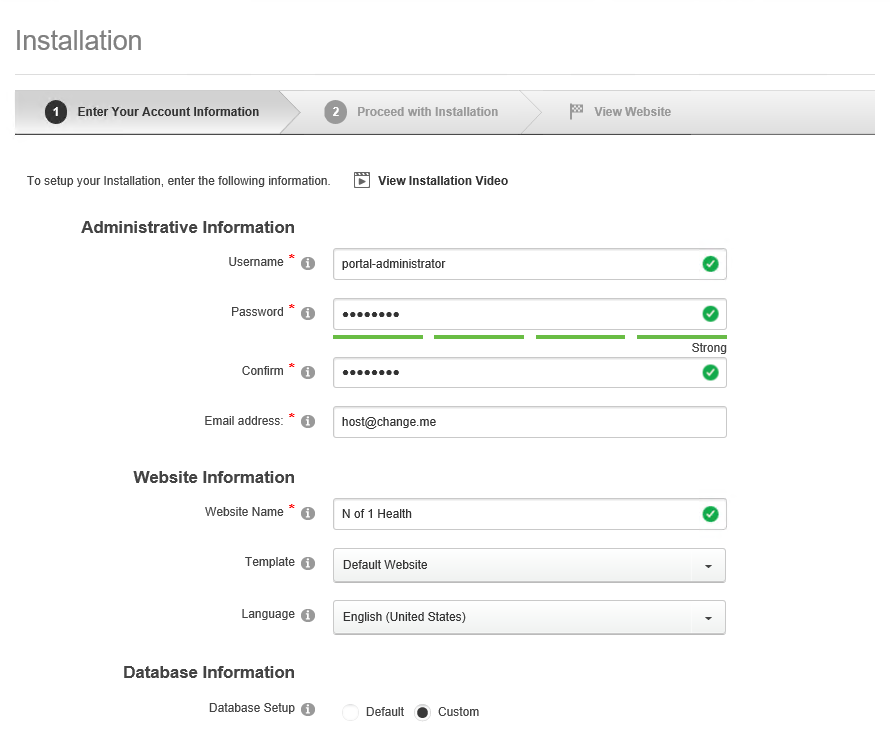 Installation
1 Enter Your Account Information 2 Proceed with Installation View Website
To setup your Installation, enter the following information. View Installation Video
Administrative Information
Username * portal-administrator
Password * ••••••••
Strong
Confirm * ••••••••
Email address: * host@change.me
Website Information
Website Name * N of 1 Health
Template Default Website
Language English (United States)
Database Information
Database Setup Default Custom